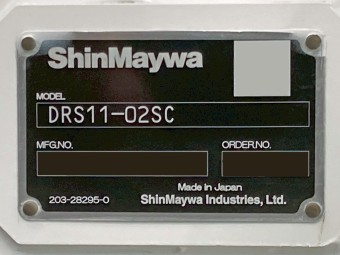 ShinMaywa
MODEL
DRS11-02SC
MFG.NO. ORDER.NO.
Made in Japan
203-28295-0 ShinMaywa Industries, Ltd.